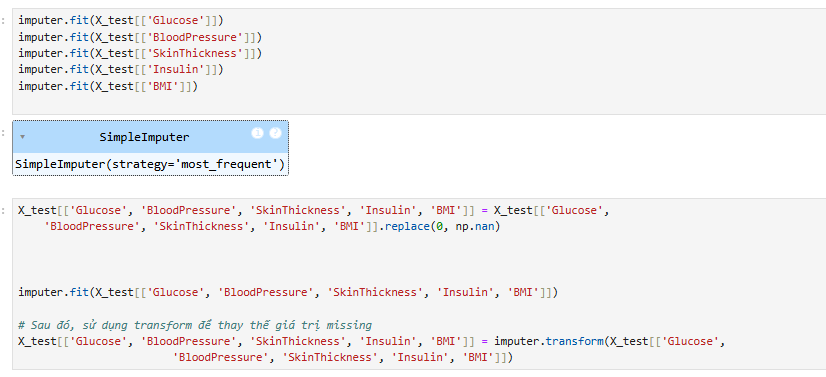 imputer.fit(X_test[['Glucose']])
imputer.fit(X_test[['BloodPressure']])
imputer.fit(X_test[['SkinThickness']])
imputer.fit(X_test[['Insulin']])
imputer.fit(X_test[['BMI']])
SimpleImputer
i ?
SimpleImputer(strategy='most_frequent')
X_test[['Glucose', 'BloodPressure', 'SkinThickness', 'Insulin', 'BMI']] = X_test[['Glucose',
'BloodPressure', 'SkinThickness', 'Insulin', 'BMI']].replace(0, np.nan)
imputer.fit(X_test[['Glucose', 'BloodPressure', 'SkinThickness', 'Insulin', 'BMI']])
# Sau đó, sử dụng transform để thay thế giá trị missing
X_test[['Glucose', 'BloodPressure', 'SkinThickness', 'Insulin', 'BMI']] = imputer.transform(X_test[['Glucose',
'BloodPressure', 'SkinThickness', 'Insulin', 'BMI']])